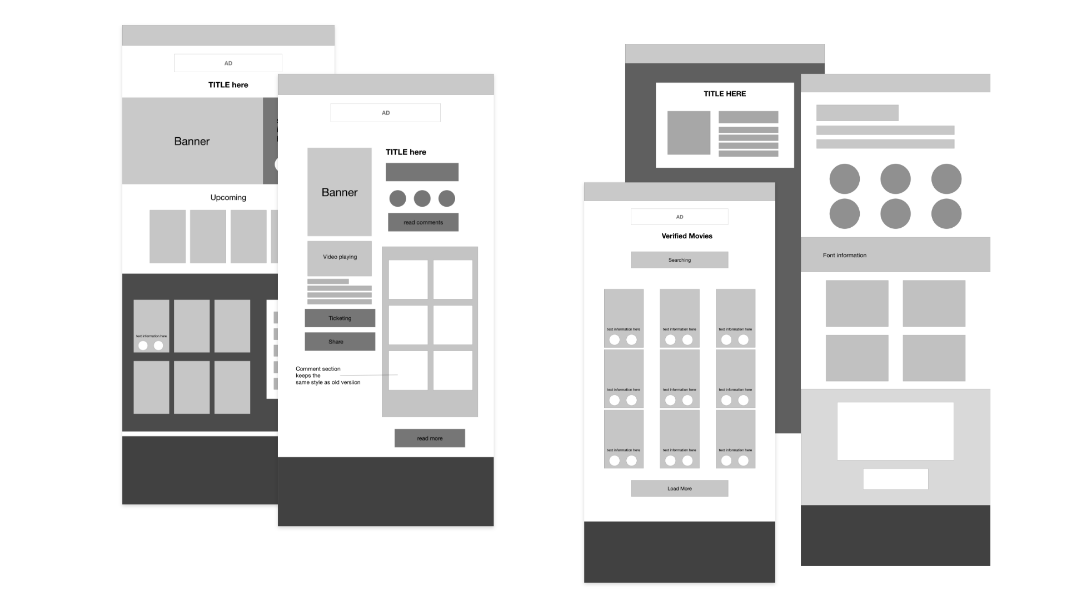 AD
TITLE here
Banner
Upcoming
text information here
AD
TITLE here
Banner
read comments
Video playing
Ticketing
Share
Comment section
keeps the
same style as old version
read more
TITLE HERE
AD
Verified Movies
Searching
text information here
text information here
text information here
text information here
text information here
text information here
text information here
text information here
text information here
Load More
Font information